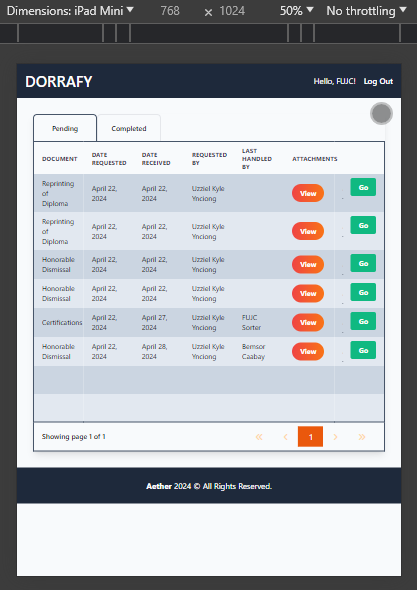 Dimensions: iPad Mini ▼ 768 × 1024 50% ▼ No throttling ▼
DORRAFY
Hello, FUJC! Log Out
Pending Completed
DOCUMENT DATE REQUESTED DATE RECEIVED REQUESTED BY LAST HANDLED BY ATTACHMENTS
Reprinting of Diploma April 22, 2024 April 22, 2024 Uzziel Kyle Ynciong View Go
Reprinting of Diploma April 22, 2024 April 22, 2024 Uzziel Kyle Ynciong View Go
Honorable Dismissal April 22, 2024 April 22, 2024 Uzziel Kyle Ynciong View Go
Honorable Dismissal April 22, 2024 April 22, 2024 Uzziel Kyle Ynciong View Go
Certifications April 22, 2024 April 27, 2024 Uzziel Kyle Ynciong FUJC Sorter View Go
Honorable Dismissal April 22, 2024 April 28, 2024 Uzziel Kyle Ynciong Bemsor Caabay View Go
Showing page 1 of 1 « ‹ 1 › »
Aether 2024 © All Rights Reserved.